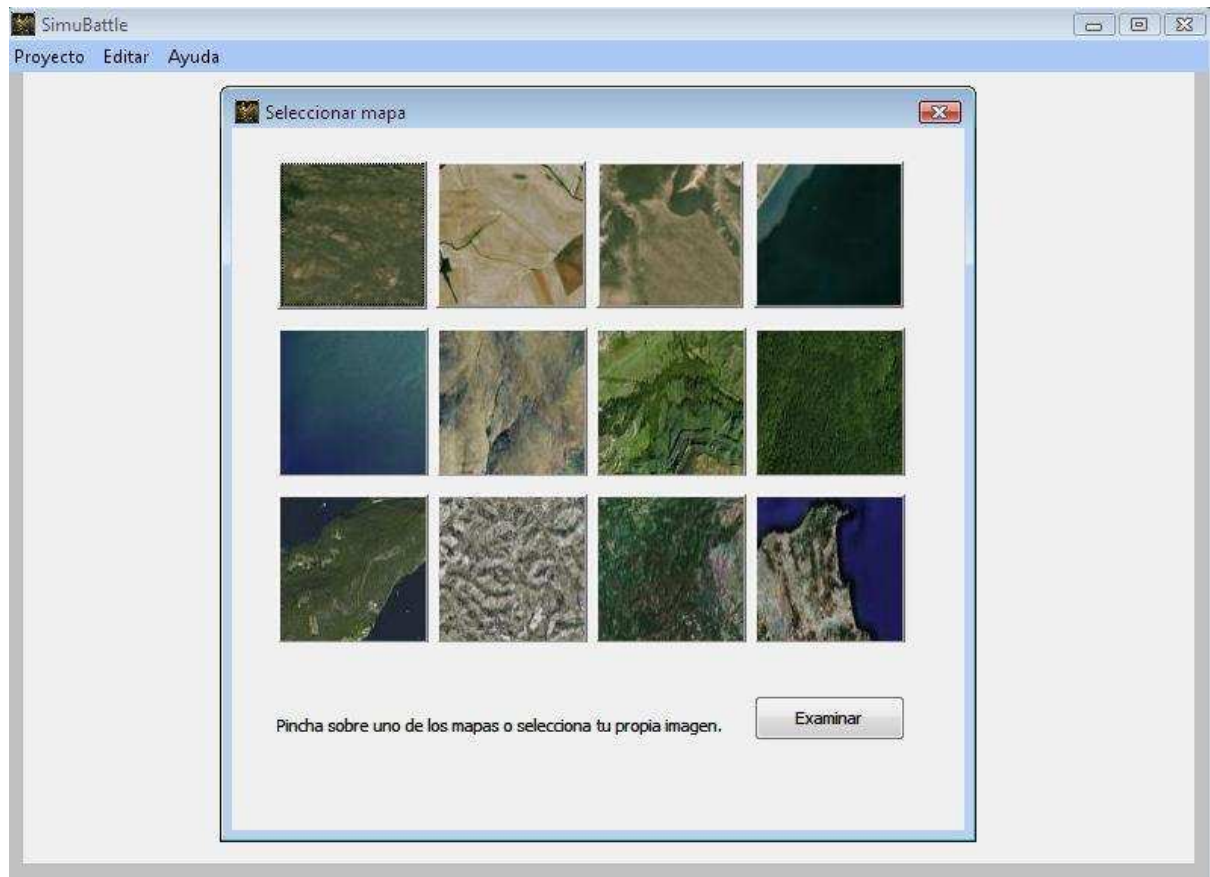 SimuBattle
Proyecto Editar Ayuda
Seleccionar mapa
Pincha sobre uno de los mapas o selecciona tu propia imagen.
Examinar